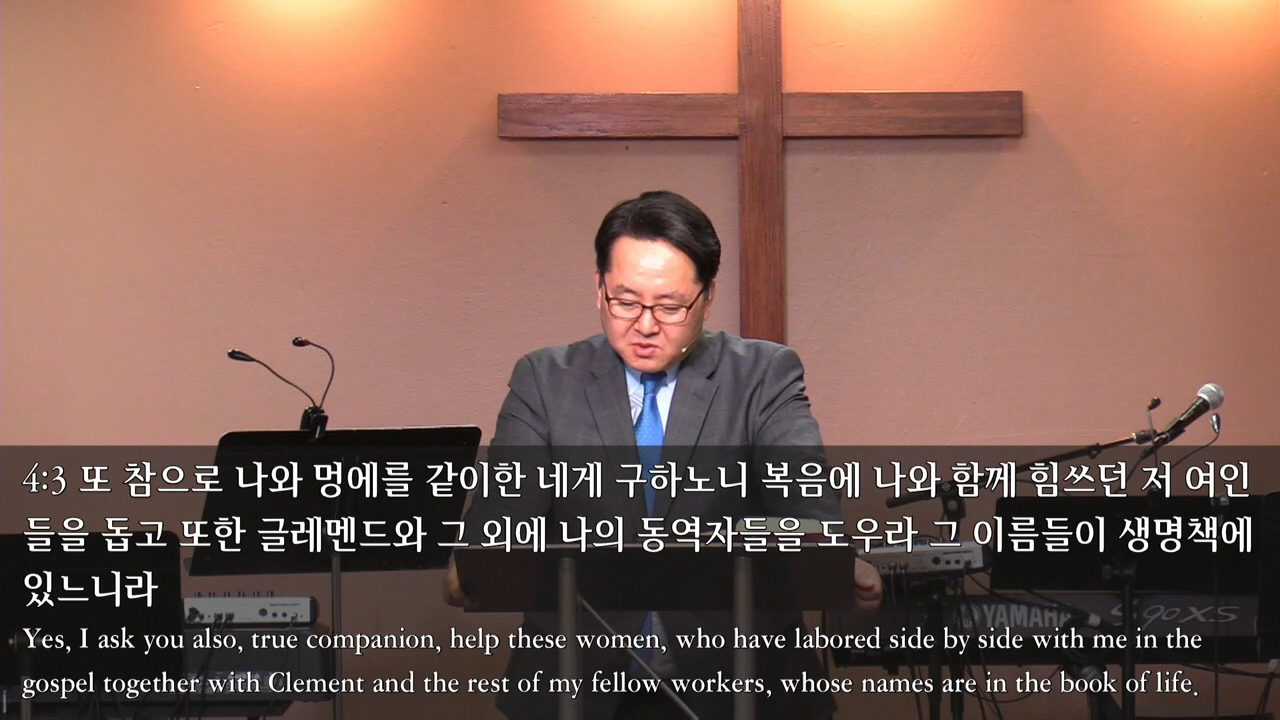 4:3 또 참으로 나와 멍에를 같이한 네게 구하노니 복음에 나와 함께 힘쓰던 저 여인
들을 돕고 또한 글레멘드와 그 외에 나의 동역자들을 도우라 그 이름들이 생명책에
있느니라
YAMAHA S90XS
Yes, I ask you also, true companion, help these women, who have labored side by side with me in the
gospel together with Clement and the rest of my fellow workers, whose names are in the book of life.